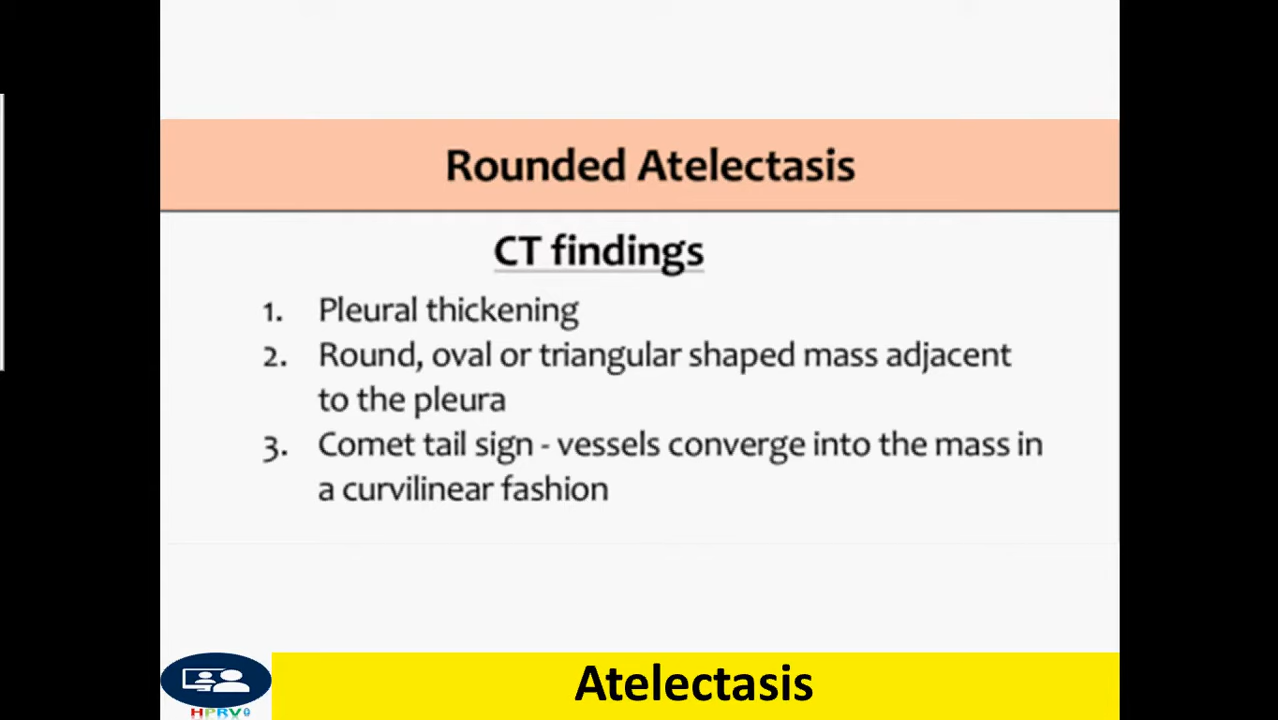 Rounded Atelectasis
CT findings
1. Pleural thickening
2. Round, oval or triangular shaped mass adjacent
to the pleura
3. Comet tail sign - vessels converge into the mass in
a curvilinear fashion
Atelectasis
HPRV